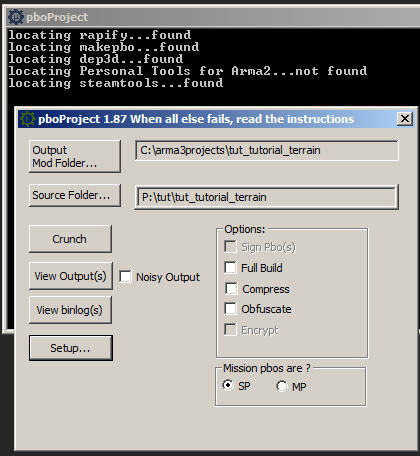 pboProject
locating rapify...found
locating makepbo...found
locating dep3d...found
locating Personal Tools for Arma2...not found
locating steamtools...found
pboProject 1.87 When all else fails, read the instructions
Output
Mod Folder...
C:\arma3projects\tut_tutorial_terrain
Source Folder...
P:\tut\tut_tutorial_terrain
Crunch
View Output(s)
Noisy Output
View binlog(s)
Setup...
Options:
Sign Pbo(s)
Full Build
Compress
Obfuscate
Encrypt
Mission pbos are ?
SP MP